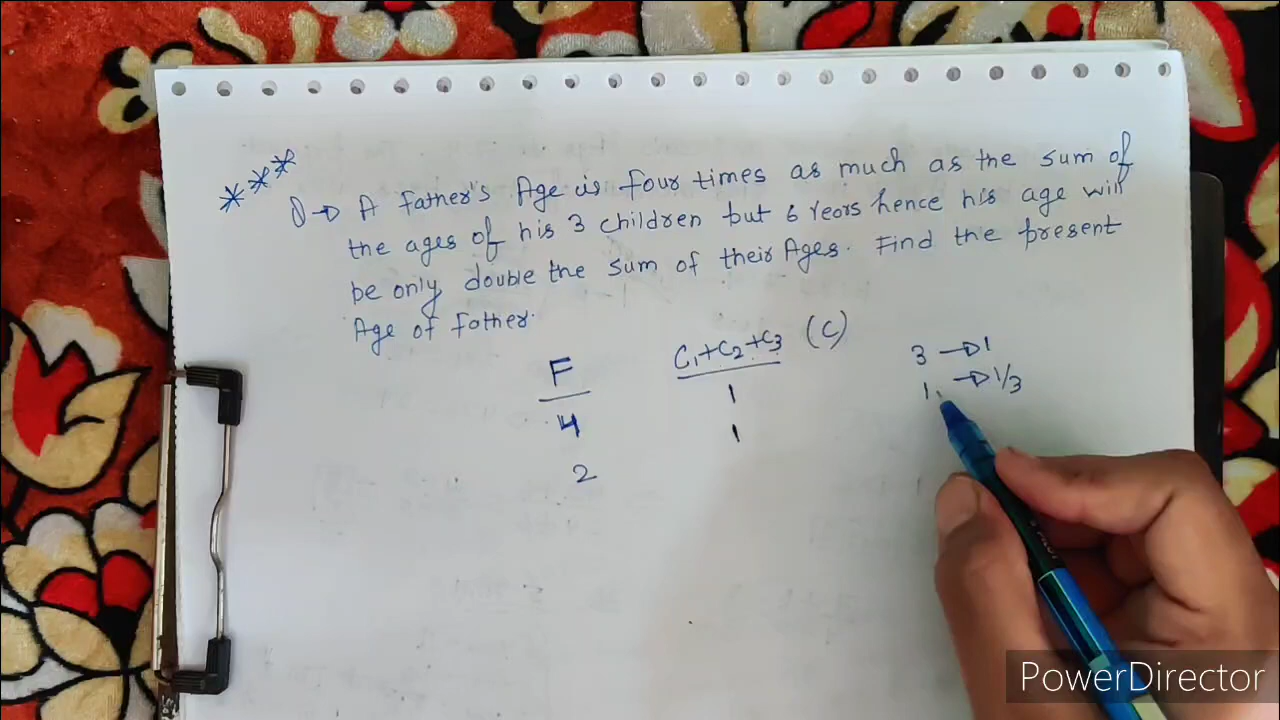 ***
Q→ A father's Age is four times as much as the sum of
the ages of his 3 children but 6 Years hence his age will
be only double the sum of their Ages. Find the present
Age of father.
F C₁+C₂+C₃ (C)
4 1
2 1
3 → 1
1 → 1/3
PowerDirector